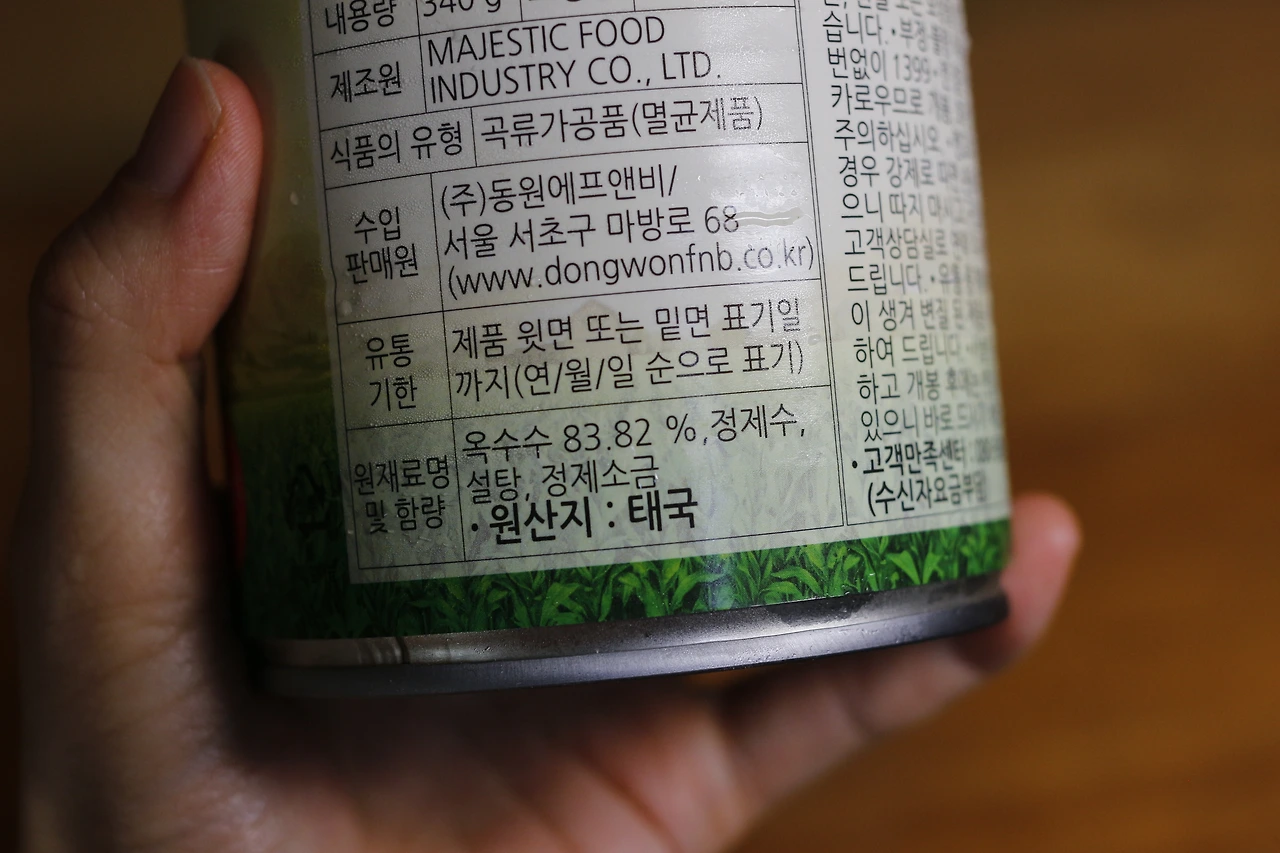 내용량 340 g
제조원 MAJESTIC FOOD
INDUSTRY CO., LTD.
식품의 유형 곡류가공품(멸균제품)
수입
판매원
(주)동원에프앤비/
서울 서초구 마방로 68
(www.dongwonfnb.co.kr)
유통
기한
제품 윗면 또는 밑면 표기일
까지(연/월/일 순으로 표기)
원재료명
및 함량
옥수수 83.82 %,정제수,
설탕, 정제소금
·원산지 : 태국
습니다.·부정
번없이 1399
카로우므로
주의하십시오
경우 강제로
으니 따지 마시고
고객상담실로
드립니다.
이 생겨 변질
하여 드립니다
하고 개봉
있으니 바로
·고객만족센터 :
(수신자요금부담)